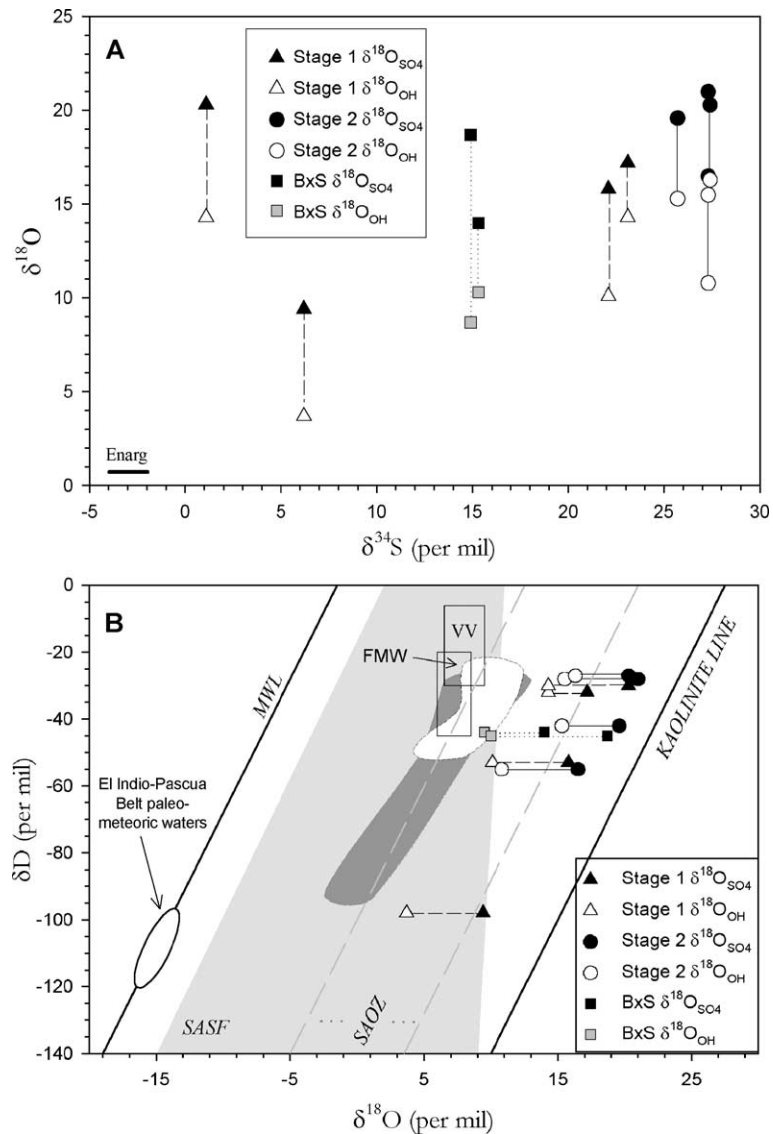 A
Stage 1 δ18OSO4
Stage 1 δ18OOH
Stage 2 δ18OSO4
Stage 2 δ18OOH
BxS δ18OSO4
BxS δ18OOH
25
20
15
10
5
0
δ18O
Enarg
-5 0 5 10 15 20 25 30
δ34S (per mil)
B
0
-20
-40
-60
-80
-100
-120
-140
δD (per mil)
MWL
VV
FMW
KAOLINITE LINE
El Indio-Pascua
Belt paleo-
meteoric waters
SASF
SAOZ
Stage 1 δ18OSO4
Stage 1 δ18OOH
Stage 2 δ18OSO4
Stage 2 δ18OOH
BxS δ18OSO4
BxS δ18OOH
-15 -5 5 15 25
δ18O (per mil)